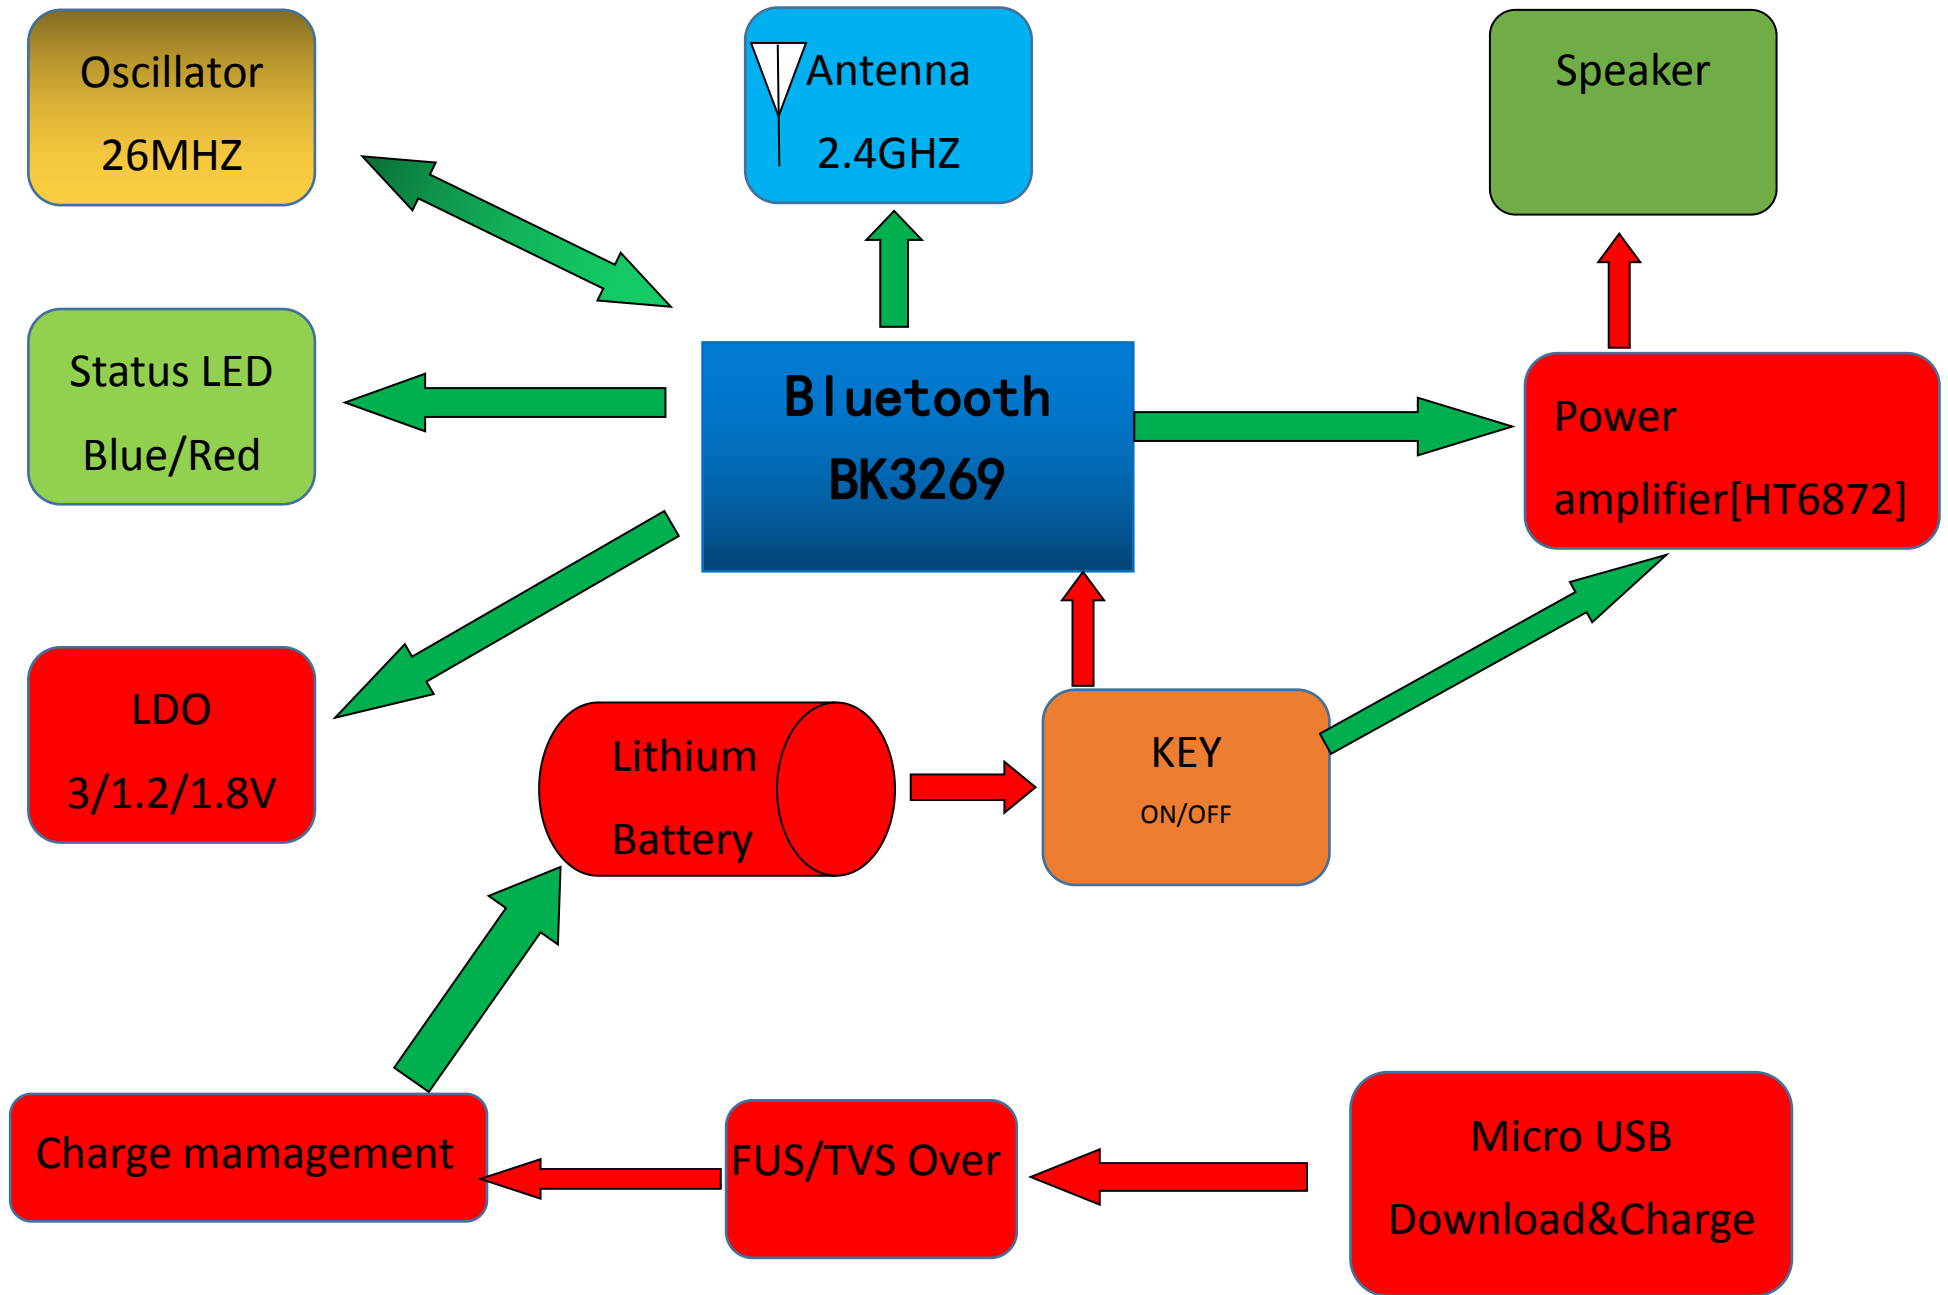 Oscillator
26MHZ
Antenna
2.4GHZ
Speaker
Status LED
Blue/Red
Bluetooth
BK3269
Power
amplifier[HT6872]
LDO
3/1.2/1.8V
Lithium
Battery
KEY
ON/OFF
Charge mamagement
FUS/TVS Over
Micro USB
Download&Charge